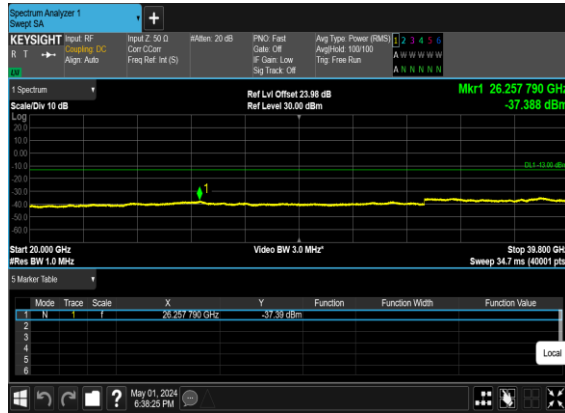 Spectrum Analyzer 1
Swept SA
+
KEYSIGHT Input: RF Input Z: 50 Ω #Atten: 20 dB PNO: Fast Avg Type: Power (RMS) 1 2 3 4 5 6
R T Coupling: DC Corr CCorr Gate: Off Avg|Hold: 100/100 A W W W W W
Align: Auto Freq Ref: Int (S) IF Gain: Low Trig: Free Run A N N N N N
Sig Track: Off
LW
1 Spectrum
Ref Lvl Offset 23.98 dB Mkr1 26.257 790 GHz
Scale/Div 10 dB Ref Level 30.00 dBm -37.388 dBm
Log
20.0
10.0
0.00
-10.0 DL1 -13.00 dBm
-20.0
-30.0 1
-40.0
-50.0
-60.0
Start 20.000 GHz Video BW 3.0 MHz* Stop 39.800 GHz
#Res BW 1.0 MHz Sweep 34.7 ms (40001 pts)
5 Marker Table
Mode Trace Scale X Y Function Function Width Function Value
1 N 1 f 26.257 790 GHz -37.39 dBm
2
3
4
5
6
Local
? May 01, 2024
6:38:25 PM